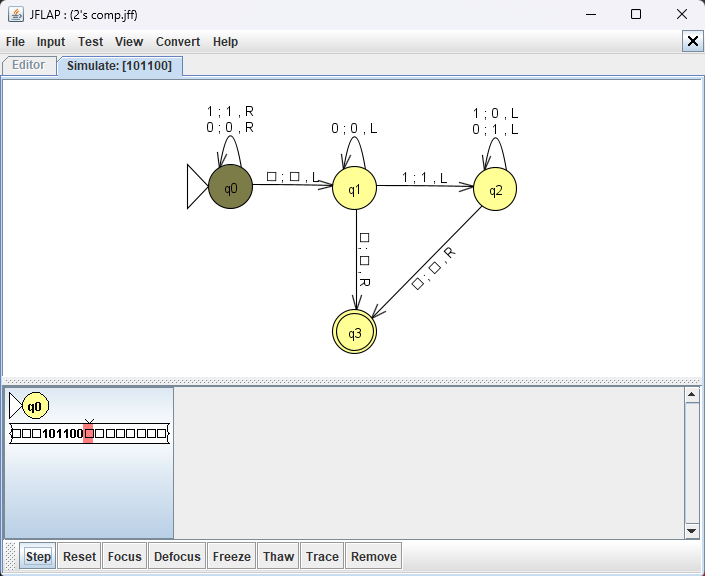 JFLAP : (2's comp.jff)
File Input Test View Convert Help
Editor Simulate: [101100]
1 ; 1 , R
0 ; 0 , R
0 ; 0 , L
1 ; 0 , L
0 ; 1 , L
q0
□ ; □ , L
q1
1 ; 1 , L
q2
□ ; □ , R
□ ; □ , R
q3
q0
□□□101100□□□□□□□□
Step Reset Focus Defocus Freeze Thaw Trace Remove